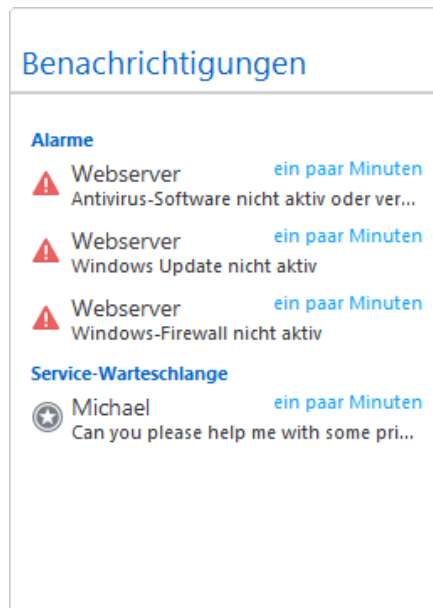 Benachrichtigungen
Alarme
Webserver ein paar Minuten
Antivirus-Software nicht aktiv oder ver...
Webserver ein paar Minuten
Windows Update nicht aktiv
Webserver ein paar Minuten
Windows-Firewall nicht aktiv
Service-Warteschlange
Michael ein paar Minuten
Can you please help me with some pri...